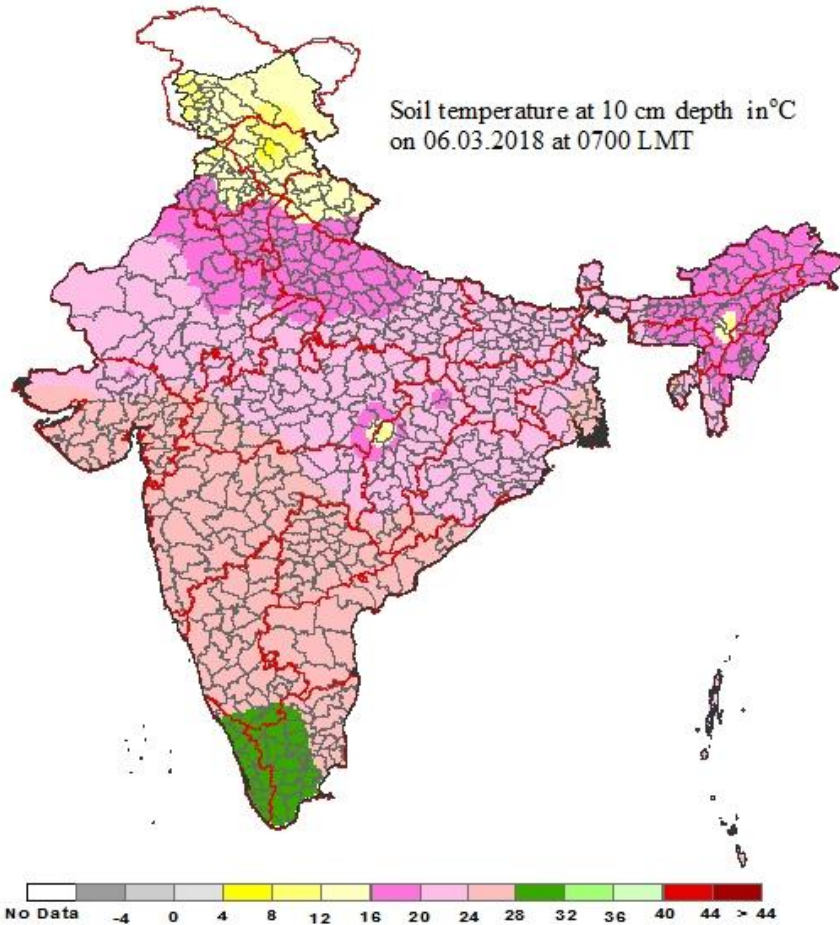 Soil temperature at 10 cm depth in°C
on 06.03.2018 at 0700 LMT
No Data -4 0 4 8 12 16 20 24 28 32 36 40 44 > 44